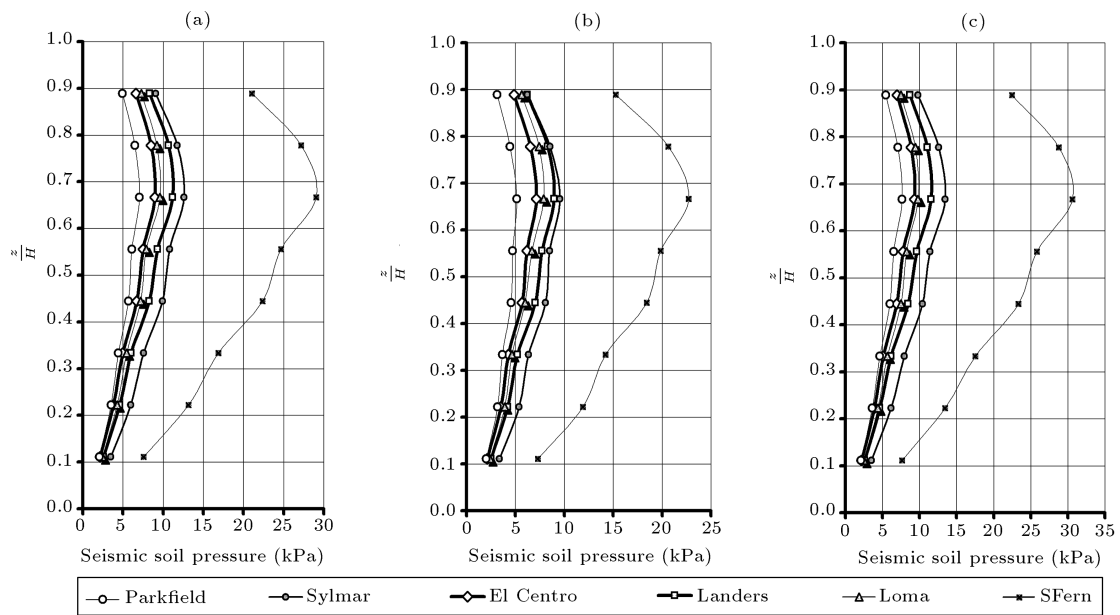 (a)
1.0
0.9
0.8
0.7
0.6
0.5
0.4
0.3
0.2
0.1
0.0
z
H
0 5 10 15 20 25 30
Seismic soil pressure (kPa)
(b)
1.0
0.9
0.8
0.7
0.6
0.5
0.4
0.3
0.2
0.1
0.0
z
H
0 5 10 15 20 25
Seismic soil pressure (kPa)
(c)
1.0
0.9
0.8
0.7
0.6
0.5
0.4
0.3
0.2
0.1
0.0
z
H
0 5 10 15 20 25 30 35
Seismic soil pressure (kPa)
Parkfield Sylmar El Centro Landers Loma SFern